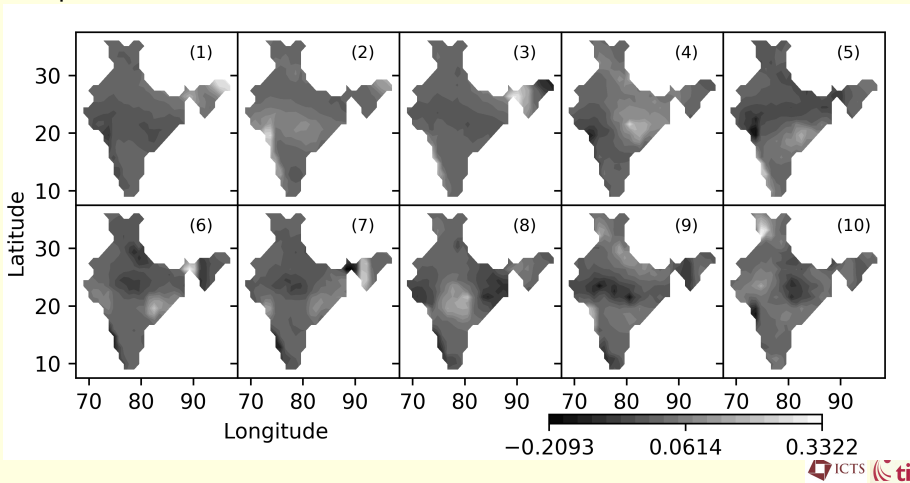 (1) (2) (3) (4) (5)
30
20
10
Latitude
(6) (7) (8) (9) (10)
30
20
10
70 80 90 70 80 90 70 80 90 70 80 90 70 80 90
Longitude
−0.2093 0.0614 0.3322
ICTS ti